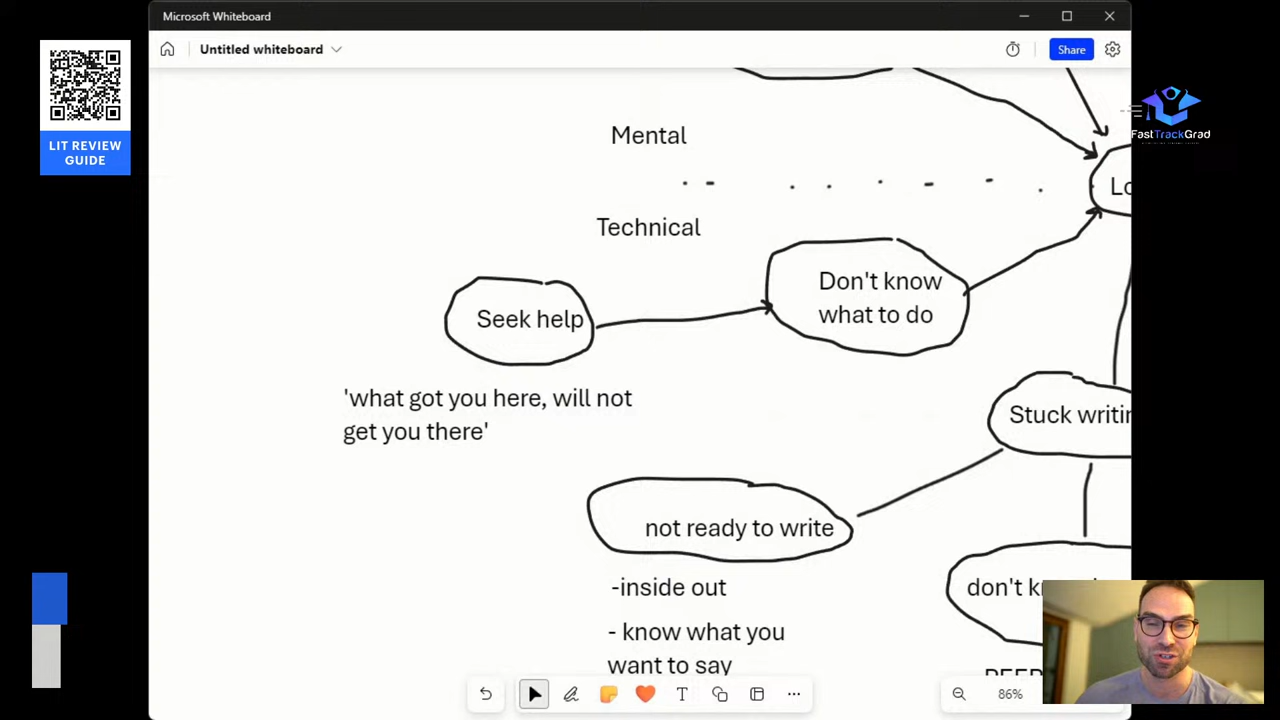 Microsoft Whiteboard
Untitled whiteboard
Share
LIT REVIEW
GUIDE
FastTrackGrad
Mental
Technical
Don't know
what to do
Seek help
'what got you here, will not
get you there'
Stuck
not ready to write
-inside out
don't
- know what you
want to say
86%